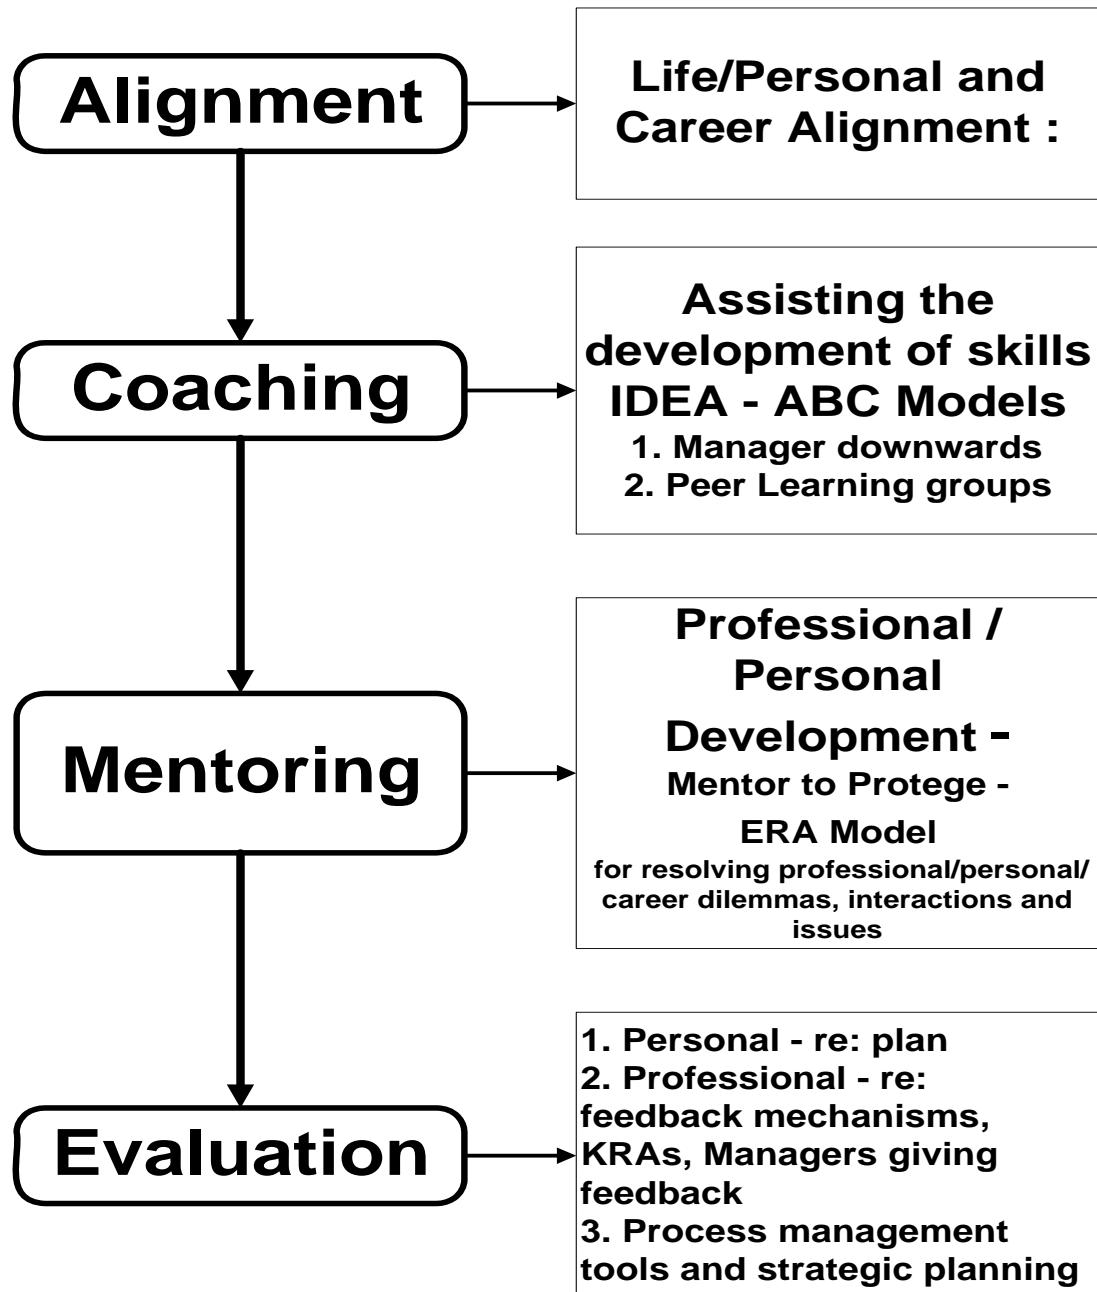 Alignment
Life/Personal and
Career Alignment :
Coaching
Assisting the
development of skills
IDEA - ABC Models
1. Manager downwards
2. Peer Learning groups
Mentoring
Professional /
Personal
Development -
Mentor to Protege -
ERA Model
for resolving professional/personal/
career dilemmas, interactions and
issues
Evaluation
1. Personal - re: plan
2. Professional - re:
feedback mechanisms,
KRAs, Managers giving
feedback
3. Process management
tools and strategic planning